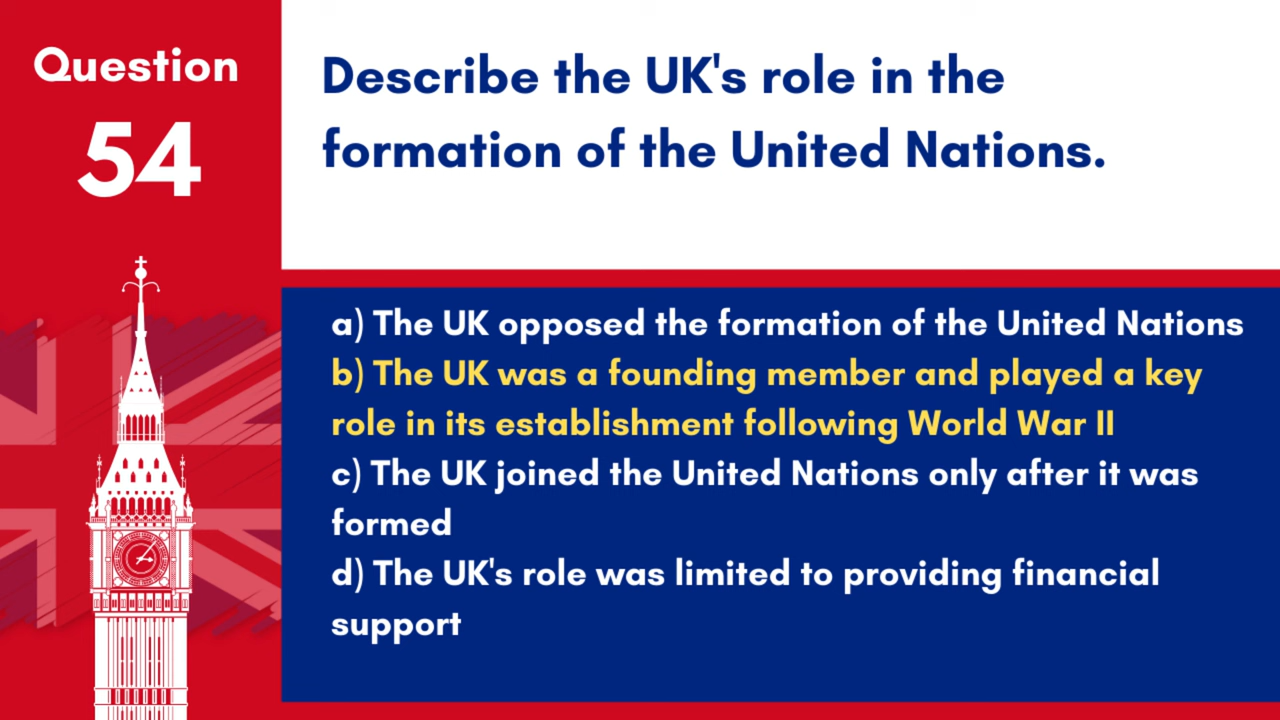 Question
54
Describe the UK's role in the
formation of the United Nations.
a) The UK opposed the formation of the United Nations
b) The UK was a founding member and played a key
role in its establishment following World War II
c) The UK joined the United Nations only after it was
formed
d) The UK's role was limited to providing financial
support